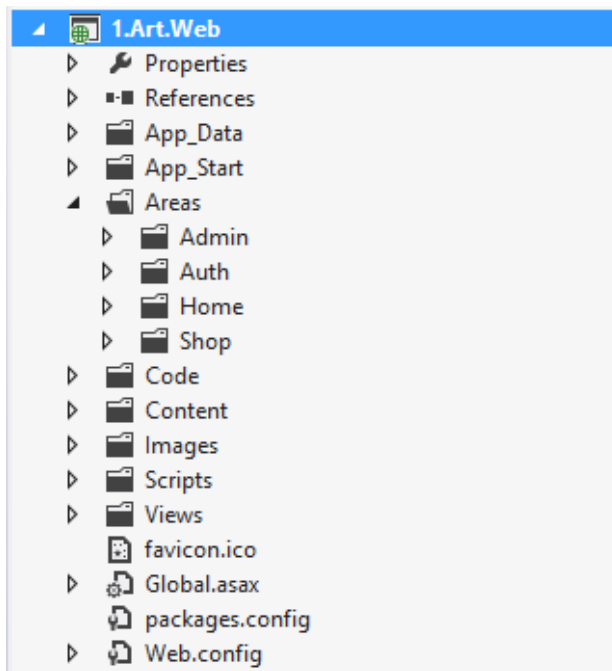 1.Art.Web
Properties
References
App_Data
App_Start
Areas
Admin
Auth
Home
Shop
Code
Content
Images
Scripts
Views
favicon.ico
Global.asax
packages.config
Web.config